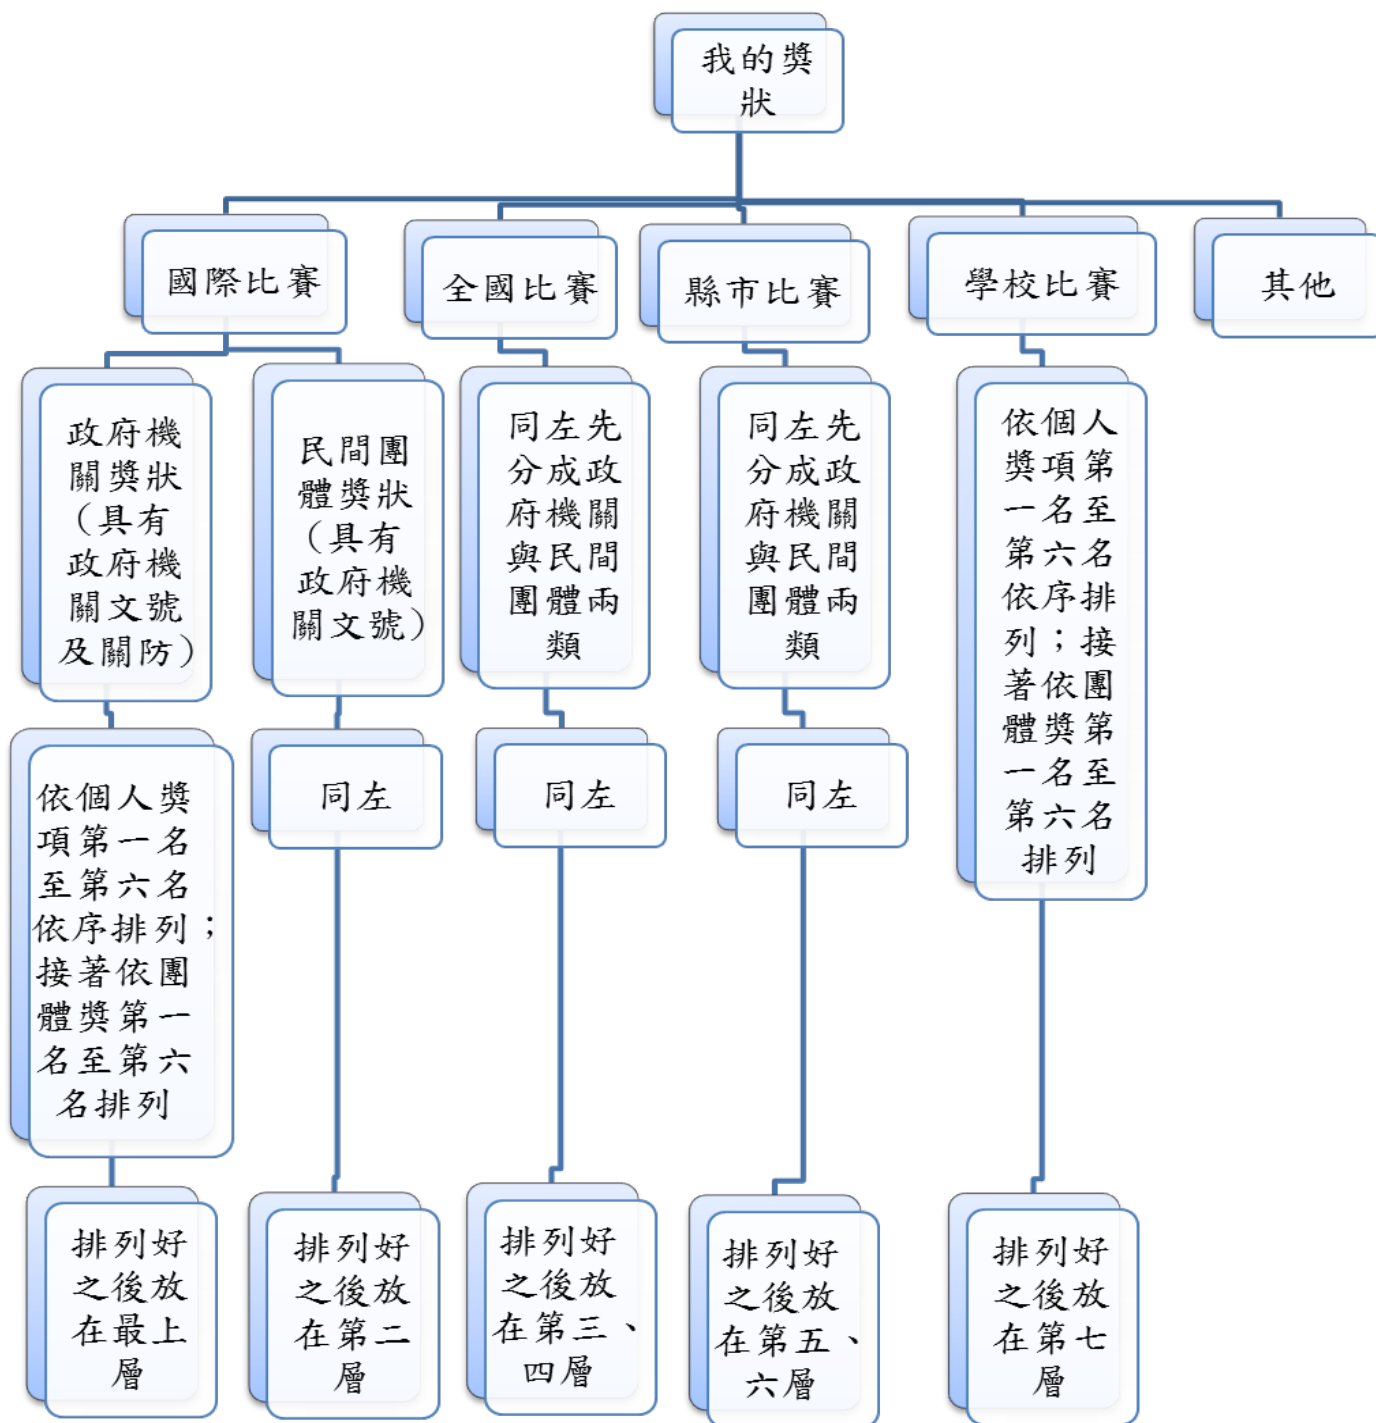 我的獎
狀
國際比賽
全國比賽
縣市比賽
學校比賽
其他
政府機
關獎狀
（具有
政府機
關文號
及關防）
民間團
體獎狀
（具有
政府機
關文號）
同左先
分成政
府機關
與民間
團體兩
類
同左先
分成政
府機關
與民間
團體兩
類
依個人
獎項第
一名至
第六名
依序排
列；接
著依團
體獎第
一名至
第六名
排列
依個人獎
項第一名
至第六名
依序排列；
接著依團
體獎第一
名至第六
名排列
同左
同左
同左
排列好
之後放
在最上
層
排列好
之後放
在第二
層
排列好
之後放
在第三、
四層
排列好
之後放
在第五、
六層
排列好
之後放
在第七
層